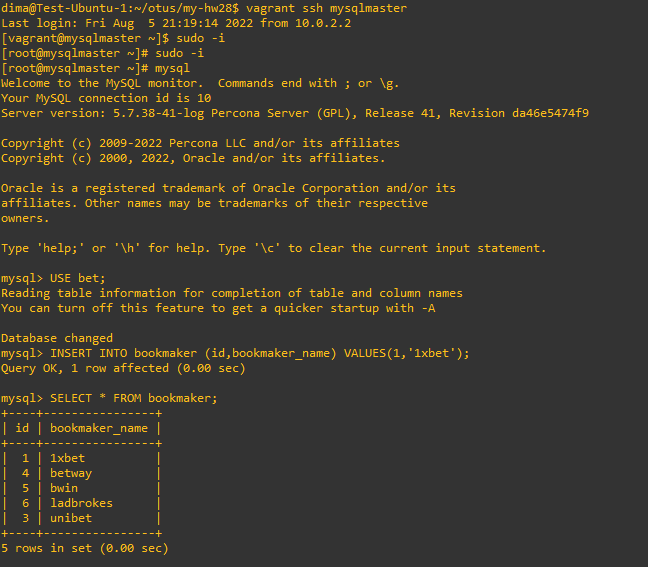 dima@Test-Ubuntu-1:~/otus/my-hw28$ vagrant ssh mysqlmaster
Last login: Fri Aug  5 21:19:14 2022 from 10.0.2.2
[vagrant@mysqlmaster ~]$ sudo -i
[root@mysqlmaster ~]# sudo -i
[root@mysqlmaster ~]# mysql
Welcome to the MySQL monitor.  Commands end with ; or \g.
Your MySQL connection id is 10
Server version: 5.7.38-41-log Percona Server (GPL), Release 41, Revision da46e5474f9
Copyright (c) 2009-2022 Percona LLC and/or its affiliates
Copyright (c) 2000, 2022, Oracle and/or its affiliates.
Oracle is a registered trademark of Oracle Corporation and/or its
affiliates. Other names may be trademarks of their respective
owners.
Type 'help;' or '\h' for help. Type '\c' to clear the current input statement.
mysql> USE bet;
Reading table information for completion of table and column names
You can turn off this feature to get a quicker startup with -A
Database changed
mysql> INSERT INTO bookmaker (id,bookmaker_name) VALUES(1,'1xbet');
Query OK, 1 row affected (0.00 sec)
mysql> SELECT * FROM bookmaker;
+----+----------------+
| id | bookmaker_name |
+----+----------------+
|  1 | 1xbet          |
|  4 | betway         |
|  5 | bwin           |
|  6 | ladbrokes      |
|  3 | unibet         |
+----+----------------+
5 rows in set (0.00 sec)